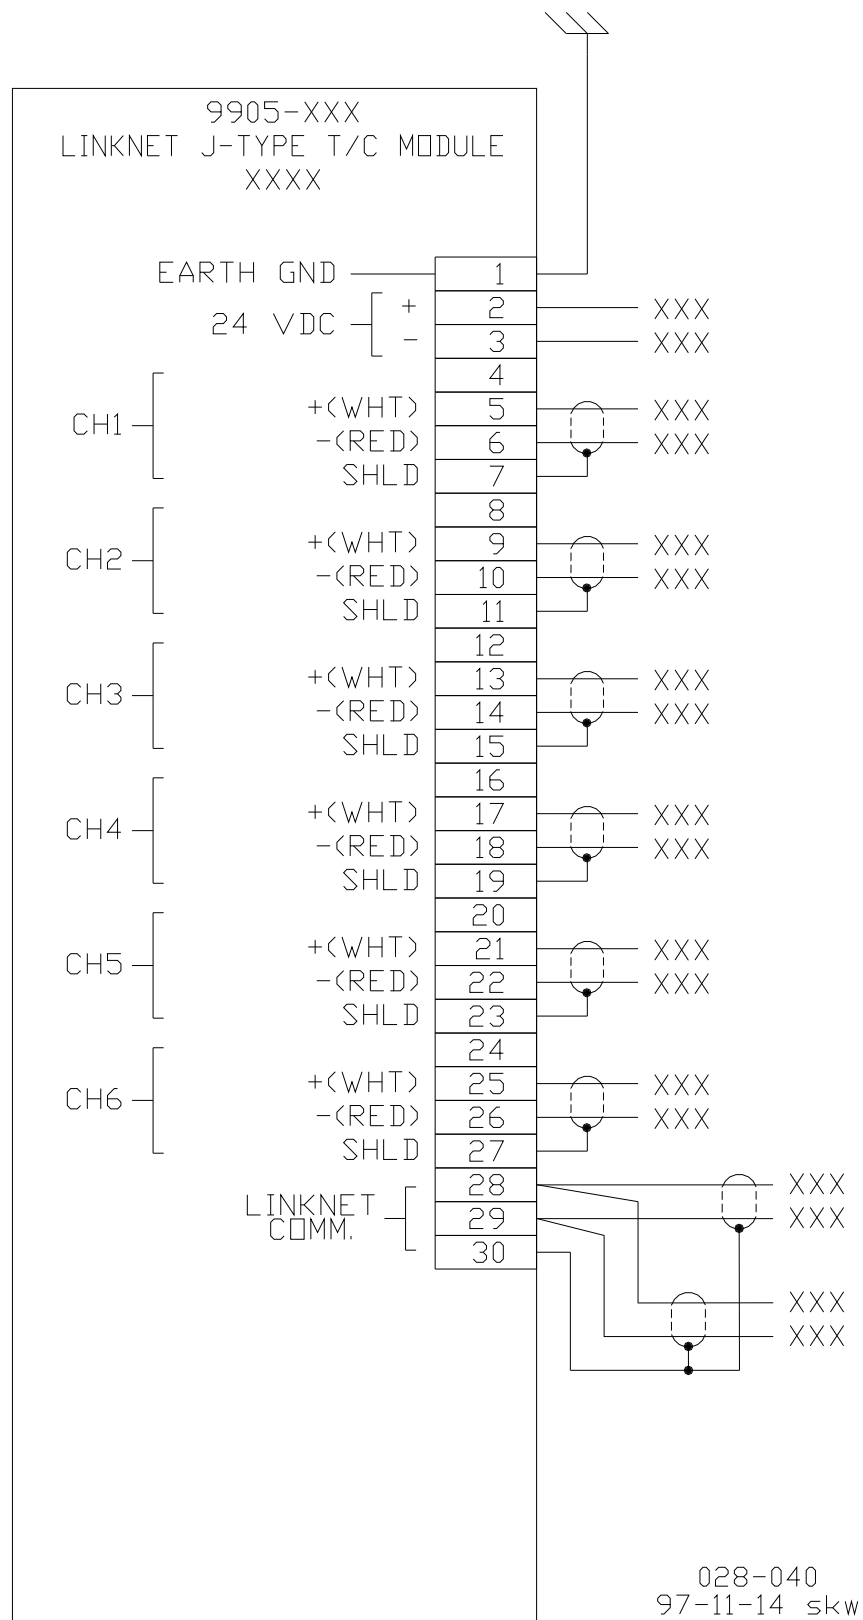 9905-XXX
LINKNET J-TYPE T/C MODULE
XXXX
EARTH GND 1
24 VDC + 2 XXX
- 3 XXX
4
CH1 +(WHT) 5 XXX
-(RED) 6 XXX
SHLD 7
8
CH2 +(WHT) 9 XXX
-(RED) 10 XXX
SHLD 11
12
CH3 +(WHT) 13 XXX
-(RED) 14 XXX
SHLD 15
16
CH4 +(WHT) 17 XXX
-(RED) 18 XXX
SHLD 19
20
CH5 +(WHT) 21 XXX
-(RED) 22 XXX
SHLD 23
24
CH6 +(WHT) 25 XXX
-(RED) 26 XXX
SHLD 27
28 XXX
LINKNET 29 XXX
COMM.
30
XXX
XXX
028-040
97-11-14 skw